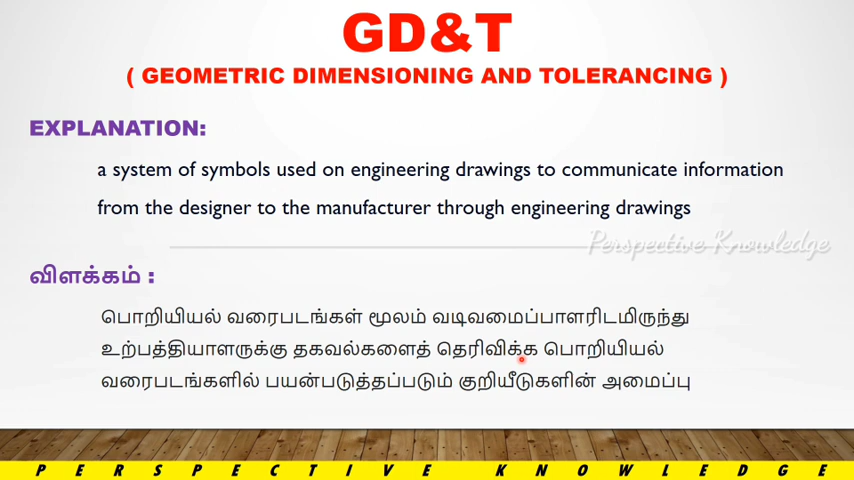 GD&T
( GEOMETRIC DIMENSIONING AND TOLERANCING )
EXPLANATION:
a system of symbols used on engineering drawings to communicate information
from the designer to the manufacturer through engineering drawings
Perspective Knowledge
விளக்கம் :
பொறியியல் வரைபடங்கள் மூலம் வடிவமைப்பாளரிடமிருந்து
உற்பத்தியாளருக்கு தகவல்களைத் தெரிவிக்க பொறியியல்
வரைபடங்களில் பயன்படுத்தப்படும் குறியீடுகளின் அமைப்பு
PERSPECTIVE KNOWLEDGE